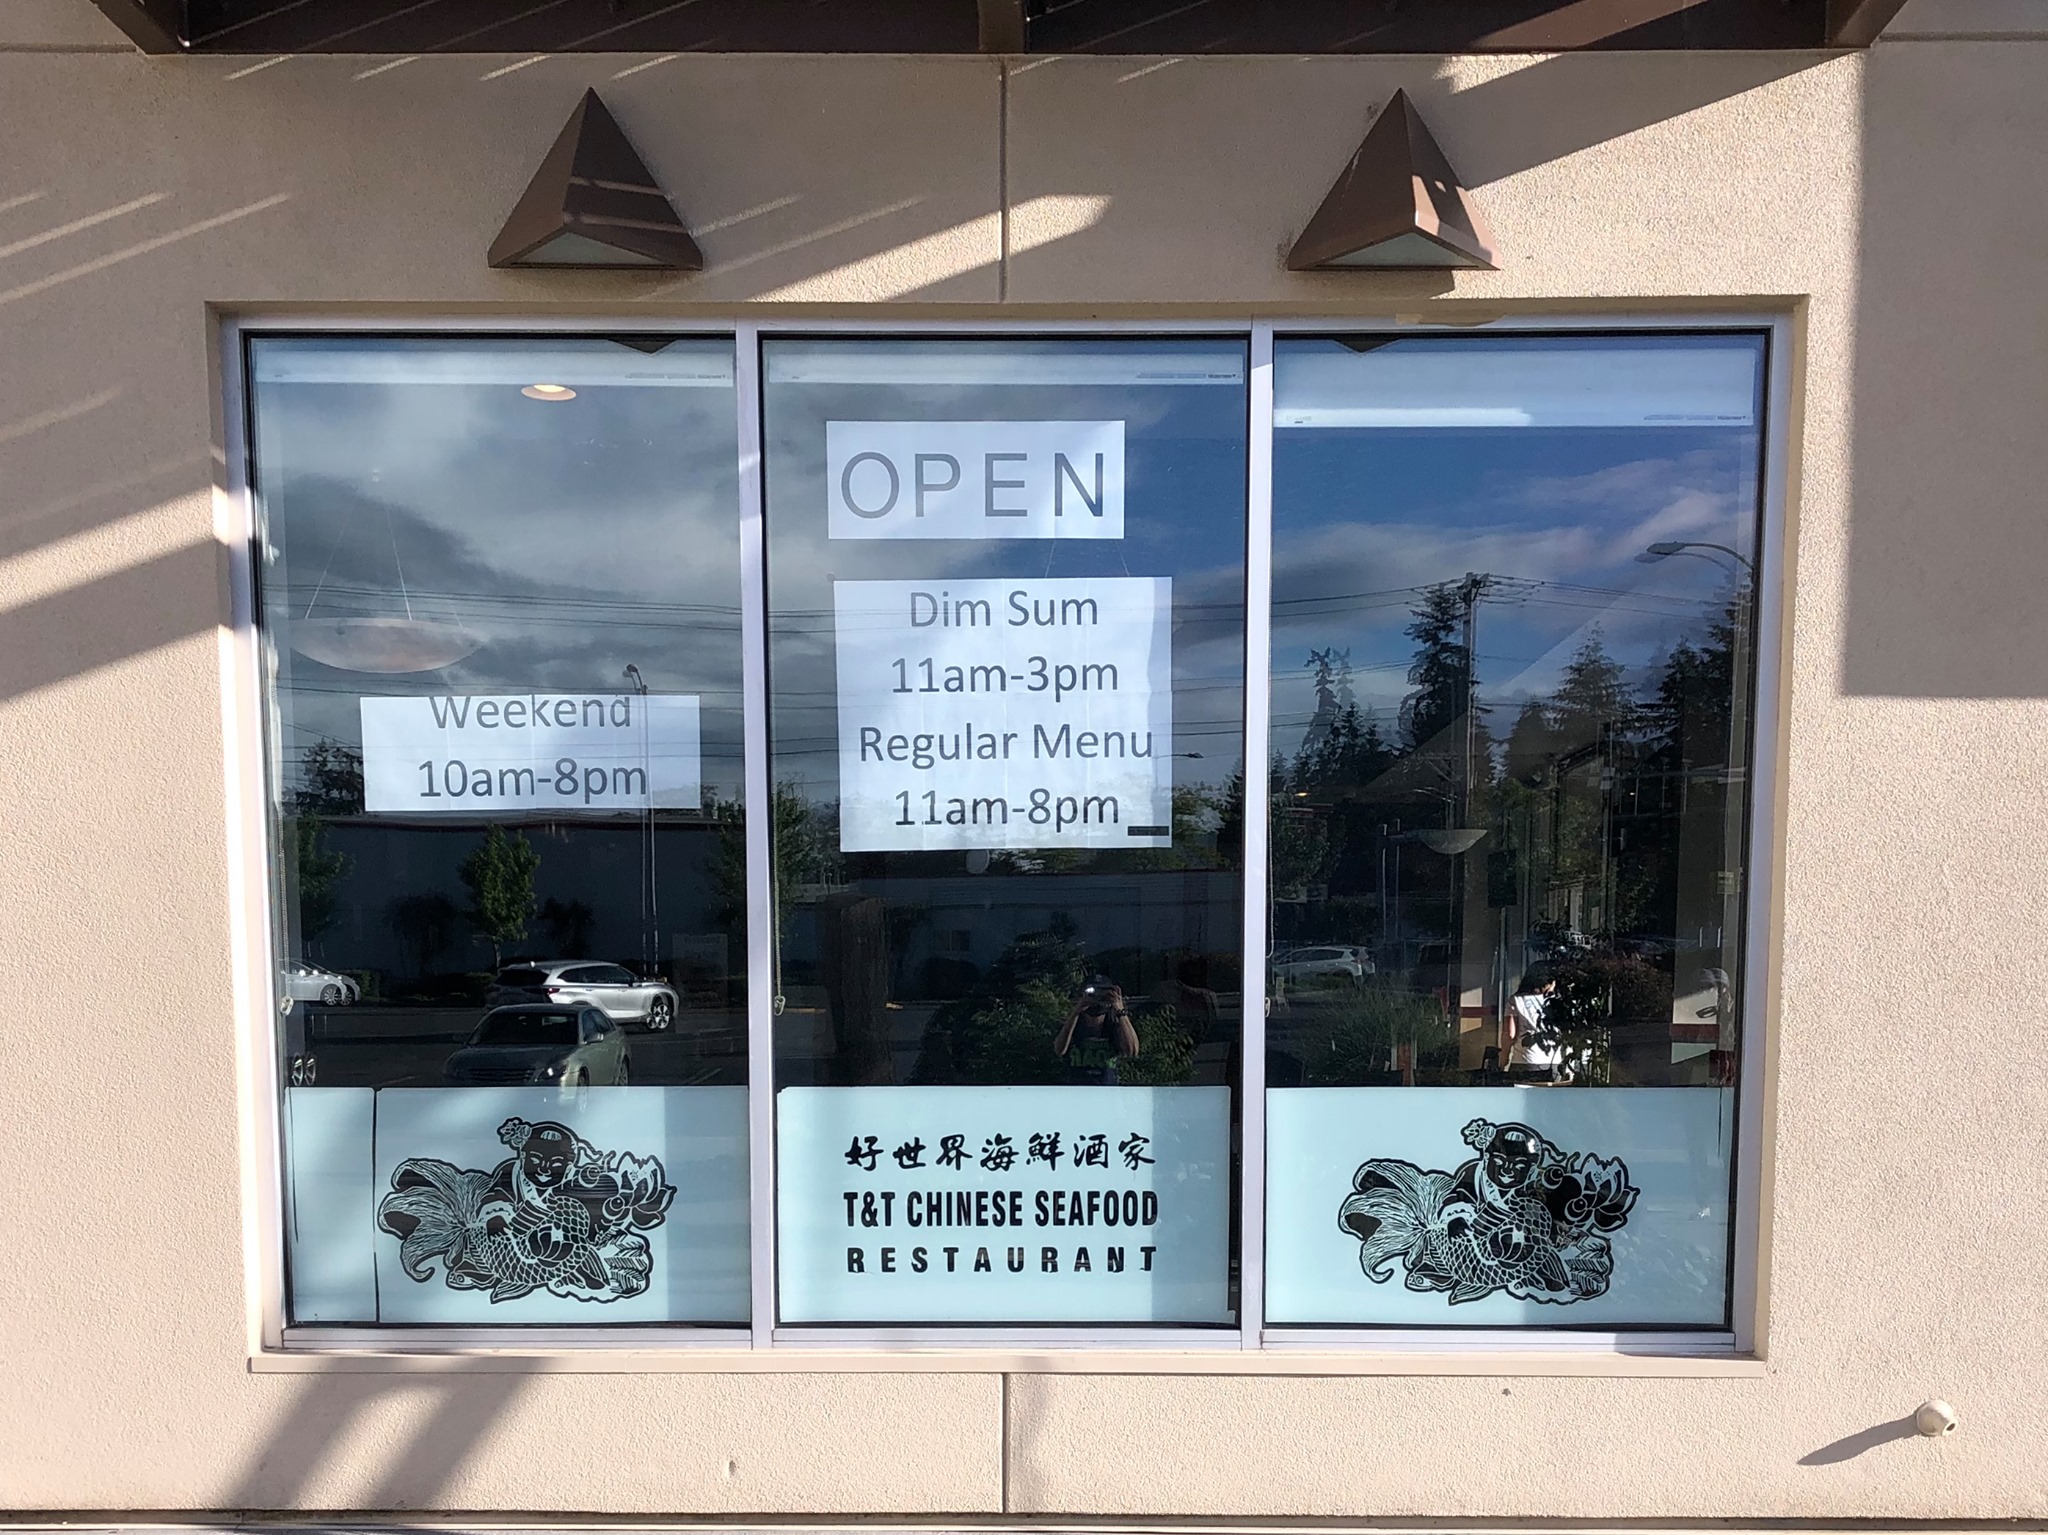 OPEN
Dim Sum
11am-3pm
Regular Menu
11am-8pm
Weekend
10am-8pm
好世界海鮮酒家
T&T CHINESE SEAFOOD
RESTAURANT